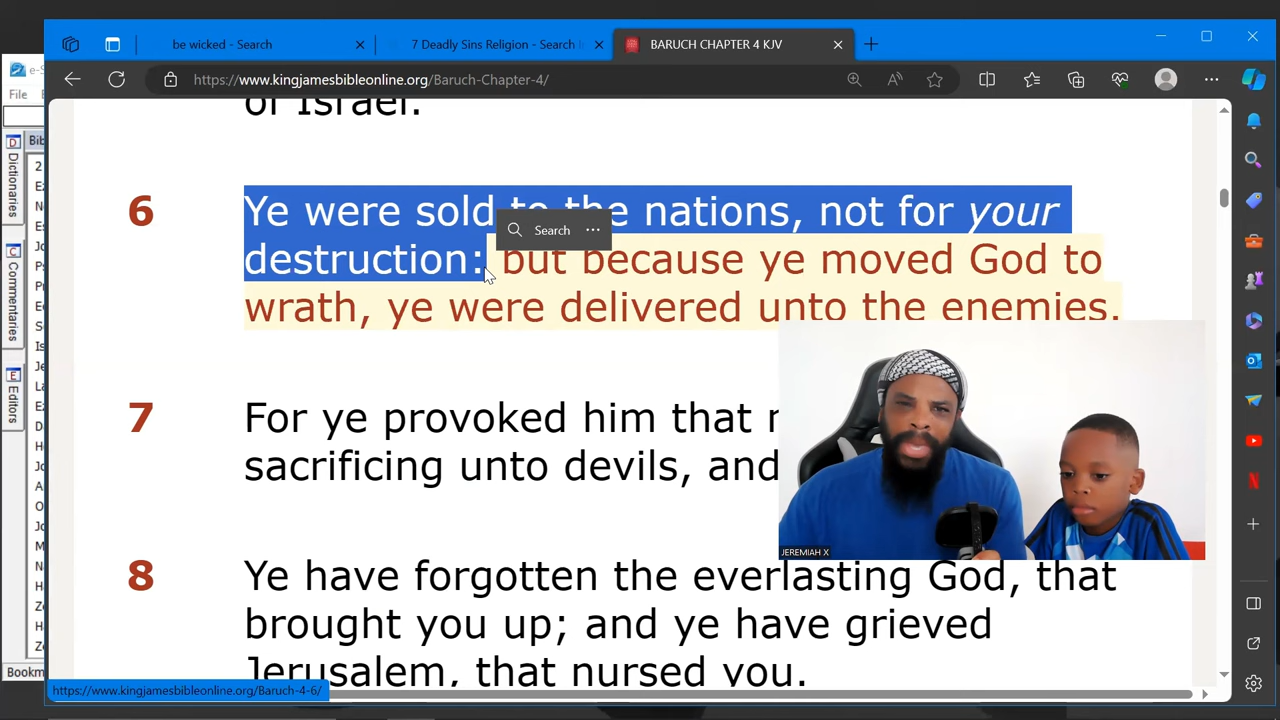 be wicked - Search
7 Deadly Sins Religion - Search
BARUCH CHAPTER 4 KJV
https://www.kingjamesbibleonline.org/Baruch-Chapter-4/
File
Bib
Dictionaries
Commentaries
Editors
of Israel.
6 Ye were sold to the nations, not for your
destruction: but because ye moved God to
wrath, ye were delivered unto the enemies.
Search ...
7 For ye provoked him that
sacrificing unto devils, and
JEREMIAH X
8 Ye have forgotten the everlasting God, that
brought you up; and ye have grieved
Jerusalem, that nursed you.
Bookm
https://www.kingjamesbibleonline.org/Baruch-4-6/